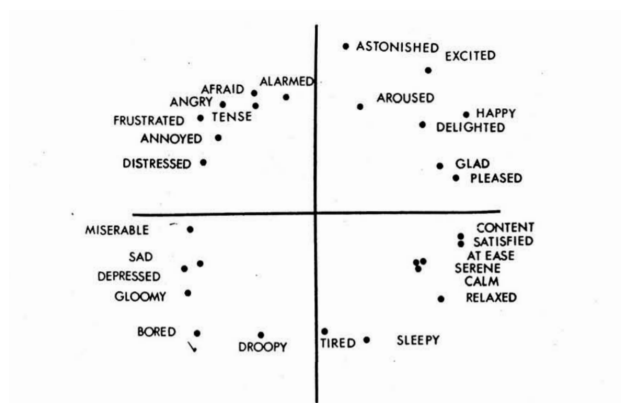 ASTONISHED
EXCITED
AFRAID
ALARMED
ANGRY
AROUSED
FRUSTRATED
TENSE
HAPPY
DELIGHTED
ANNOYED
DISTRESSED
GLAD
PLEASED
MISERABLE
CONTENT
SATISFIED
SAD
AT EASE
DEPRESSED
SERENE
CALM
GLOOMY
RELAXED
BORED
DROOPY
TIRED
SLEEPY